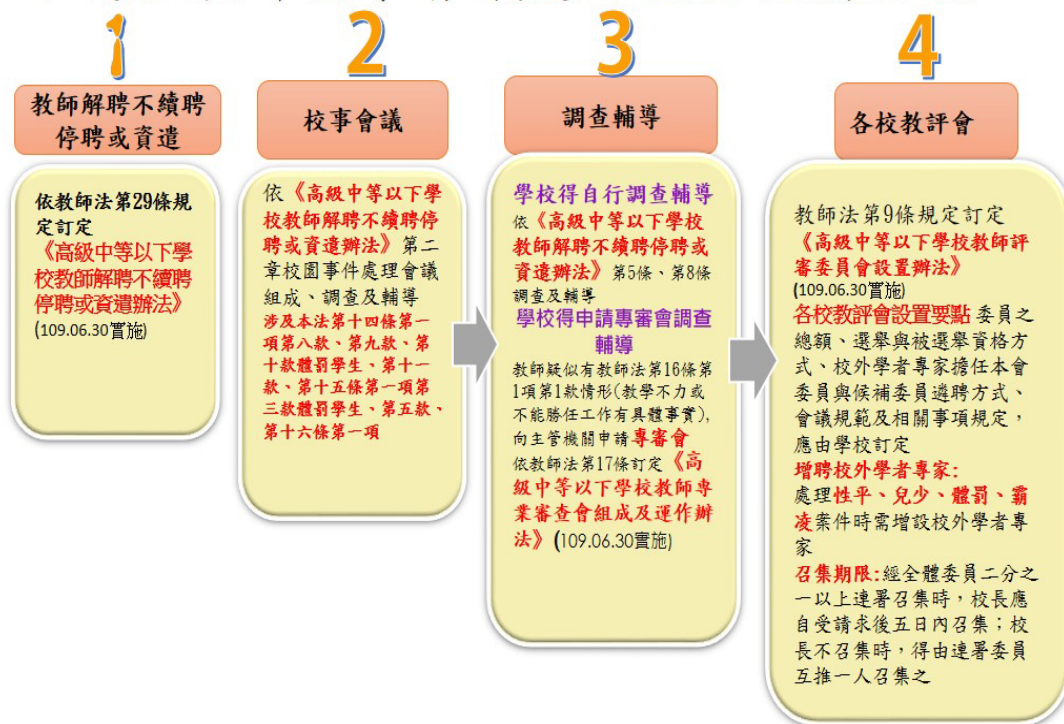 1
教師解聘不續聘
停聘或資遣
依教師法第29條規
定訂定
《高級中等以下學
校教師解聘不續聘
停聘或資遣辦法》
(109.06.30實施)
2
校事會議
依《高級中等以下學
校教師解聘不續聘停
聘或資遣辦法》第二
章校園事件處理會議
組成、調查及輔導
涉及本法第十四條第一
項第八款、第九款、第
十款體罰學生、第十一
款、第十五條第一項第
三款體罰學生、第五款、
第十六條第一項
3
調查輔導
學校得自行調查輔導
依《高級中等以下學校
教師解聘不續聘停聘或
資遣辦法》第5條、第8條
調查及輔導
學校得申請專審會調查
輔導
教師疑似有教師法第16條第
1項第1款情形(教學不力或
不能勝任工作有具體事實),
向主管機關申請專審會
依教師法第17條訂定《高
級中等以下學校教師專
業審查會組成及運作辦
法》(109.06.30實施)
4
各校教評會
教師法第9條規定訂定
《高級中等以下學校教師評
審委員會設置辦法》
(109.06.30實施)
各校教評會設置要點 委員之
總額、選舉與被選舉資格方
式、校外學者專家擔任本會
委員與候補委員遴聘方式、
會議規範及相關事項規定，
應由學校訂定
增聘校外學者專家:
處理性平、兒少、體罰、霸
凌案件時需增設校外學者專
家
召集期限:經全體委員二分之
一以上連署召集時，校長應
自受請求後五日內召集；校
長不召集時，得由連署委員
互推一人召集之